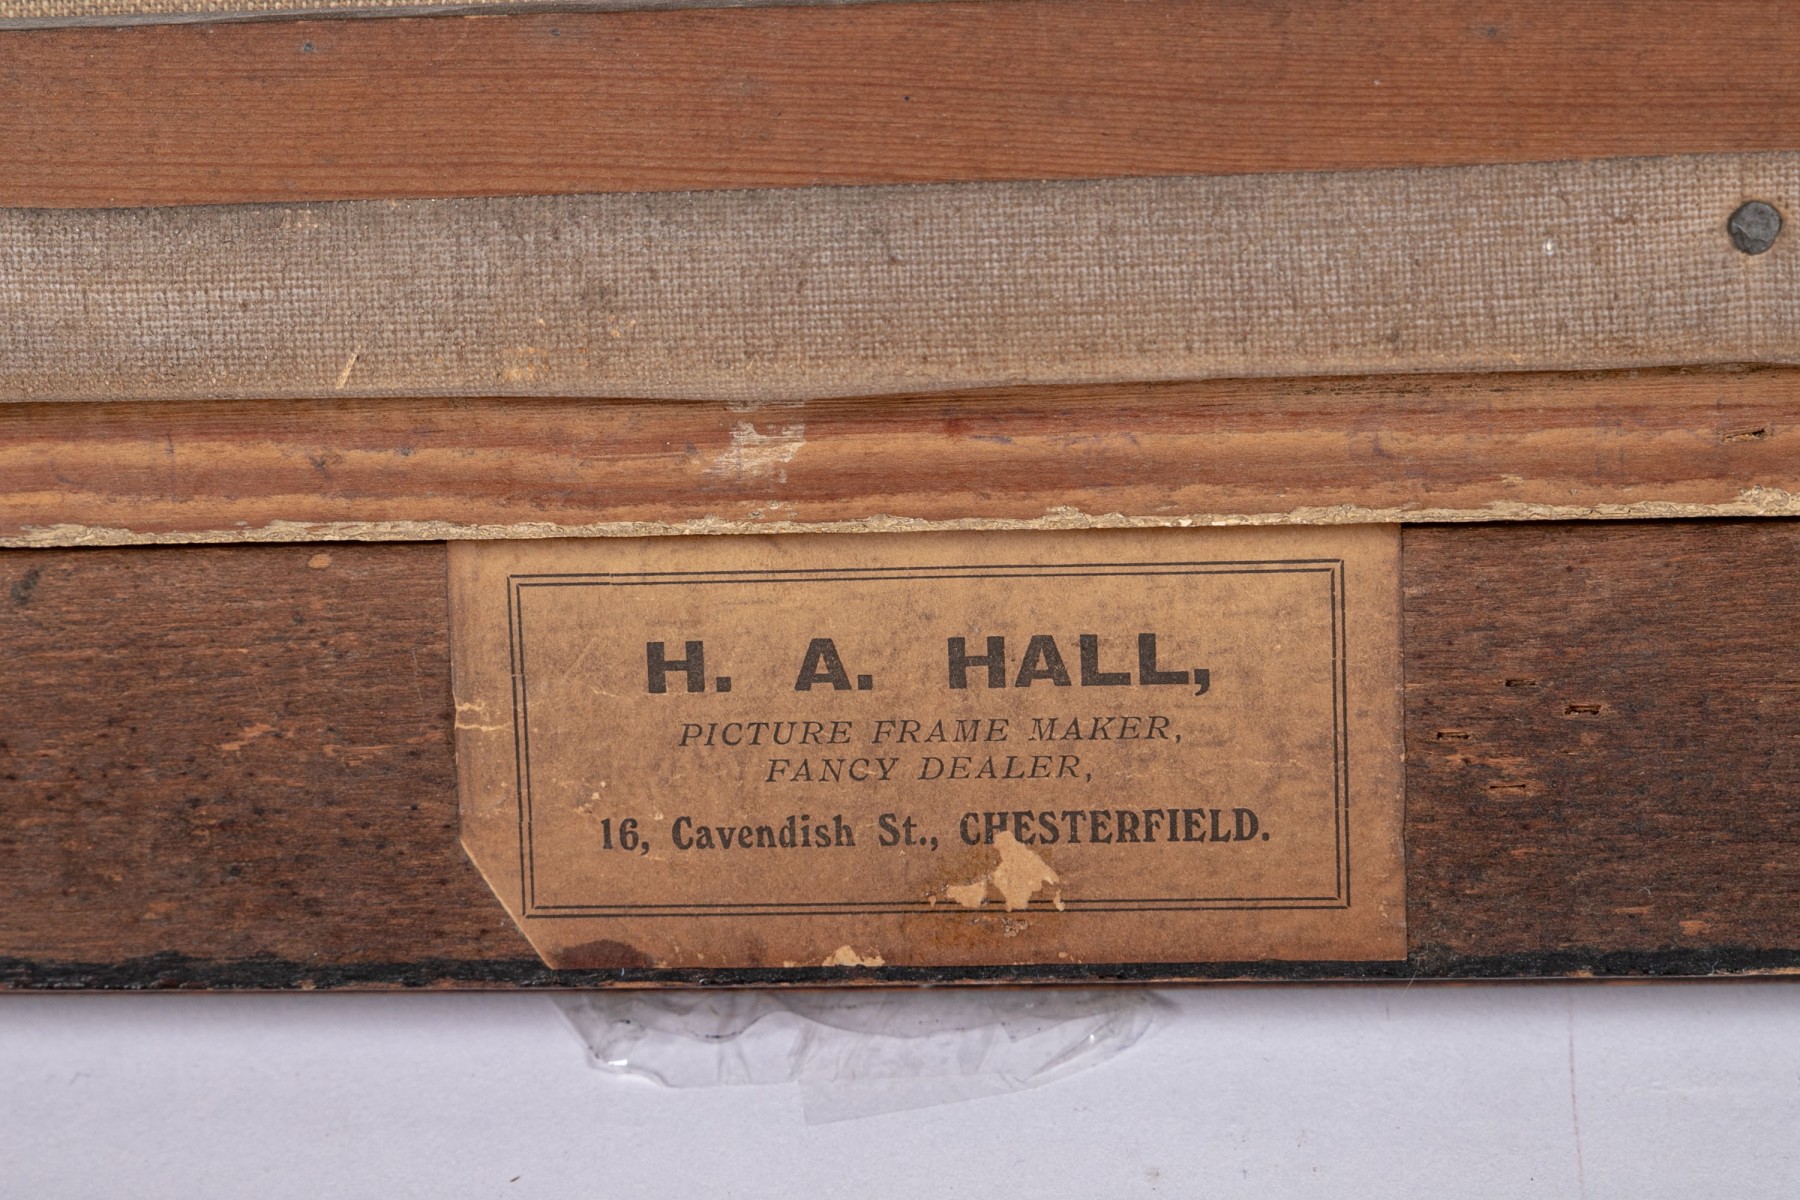 H. A. HALL,
PICTURE FRAME MAKER,
FANCY DEALER,
16, Cavendish St., CHESTERFIELD.